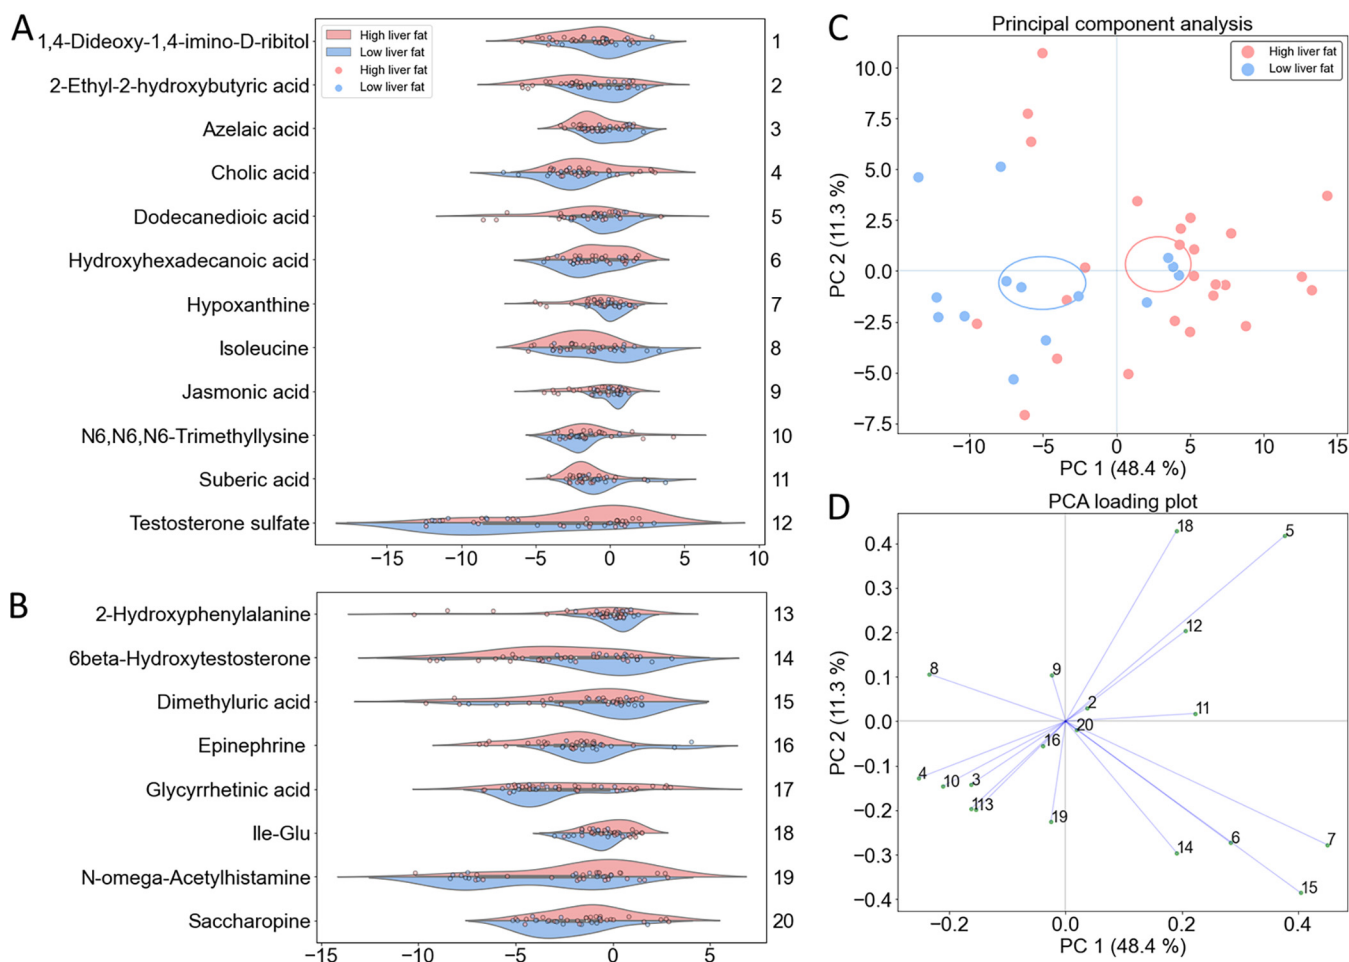 A
1,4-Dideoxy-1,4-imino-D-ribitol
2-Ethyl-2-hydroxybutyric acid
Azelaic acid
Cholic acid
Dodecanedioic acid
Hydroxyhexadecanoic acid
Hypoxanthine
Isoleucine
Jasmonic acid
N6,N6,N6-Trimethyllysine
Suberic acid
Testosterone sulfate
High liver fat
Low liver fat
High liver fat
Low liver fat
1
2
3
4
5
6
7
8
9
10
11
12
−15 −10 −5 0 5 10
B
2-Hydroxyphenylalanine
6beta-Hydroxytestosterone
Dimethyluric acid
Epinephrine
Glycyrrhetinic acid
Ile-Glu
N-omega-Acetylhistamine
Saccharopine
13
14
15
16
17
18
19
20
−15 −10 −5 0 5
C
Principal component analysis
High liver fat
Low liver fat
PC 2 (11.3 %)
10.0
7.5
5.0
2.5
0.0
−2.5
−5.0
−7.5
−10 −5 0 5 10 15
PC 1 (48.4 %)
D
PCA loading plot
PC 2 (11.3 %)
0.4
0.3
0.2
0.1
0.0
−0.1
−0.2
−0.3
−0.4
18
5
12
8
9
2
11
20
16
4
10
3
113
19
14
6
7
15
−0.2 0.0 0.2 0.4
PC 1 (48.4 %)